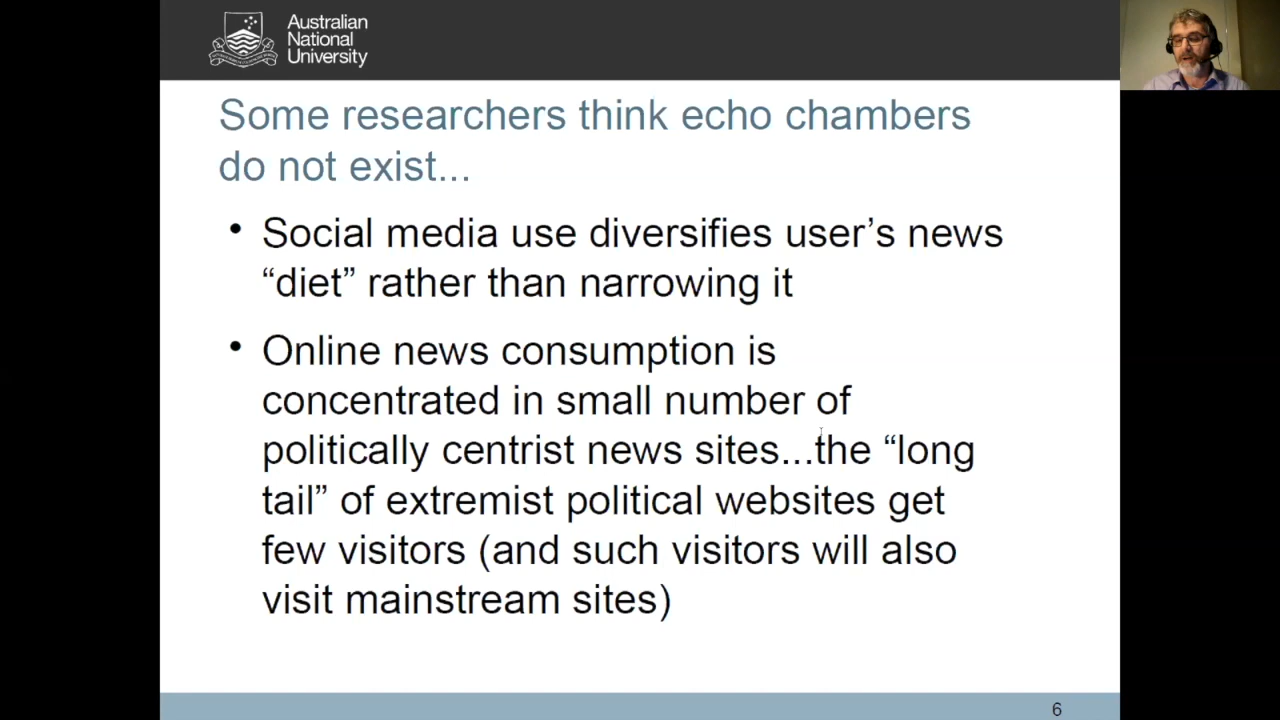 Australian
National
University
Some researchers think echo chambers
do not exist...
• Social media use diversifies user’s news
“diet” rather than narrowing it
• Online news consumption is
concentrated in small number of
politically centrist news sites...the “long
tail” of extremist political websites get
few visitors (and such visitors will also
visit mainstream sites)
6